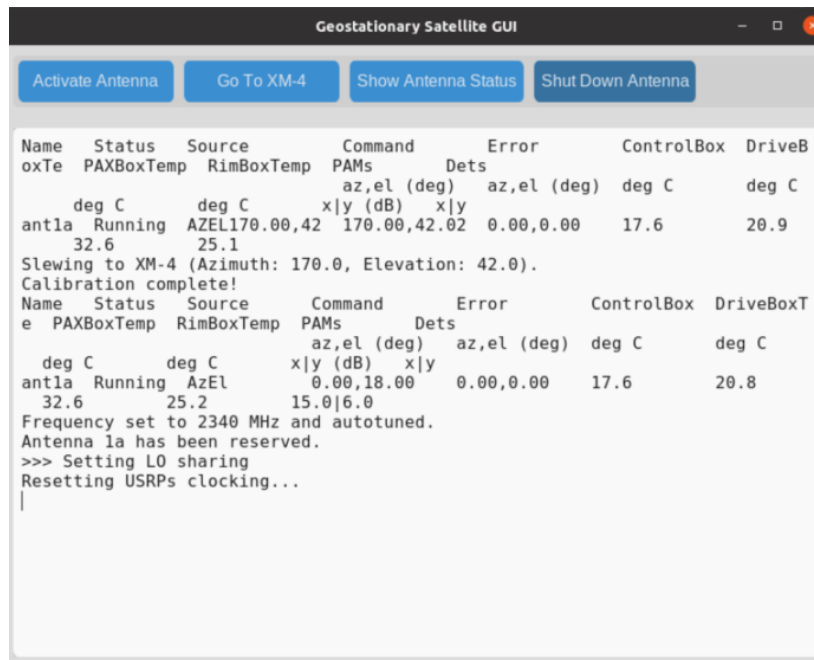 Geostationary Satellite GUI
Activate Antenna Go To XM-4 Show Antenna Status Shut Down Antenna
Name   Status   Source          Command        Error         ControlBox  DriveB
oxTe  PAXBoxTemp  RimBoxTemp  PAMs       Dets
az,el (deg)   az,el (deg)  deg C        deg C
deg C        deg C        x|y (dB)   x|y
ant1a  Running  AZEL170.00,42  170.00,42.02  0.00,0.00     17.6         20.9
32.6       25.1
Slewing to XM-4 (Azimuth: 170.0, Elevation: 42.0).
Calibration complete!
Name   Status   Source       Command        Error         ControlBox  DriveBoxT
e  PAXBoxTemp  RimBoxTemp  PAMs       Dets
az,el (deg)   az,el (deg)  deg C        deg C
deg C        deg C        x|y (dB)   x|y
ant1a  Running  AzEl         0.00,18.00    0.00,0.00     17.6         20.8
32.6         25.2         15.0|6.0
Frequency set to 2340 MHz and autotuned.
Antenna 1a has been reserved.
>>> Setting LO sharing
Resetting USRPs clocking...